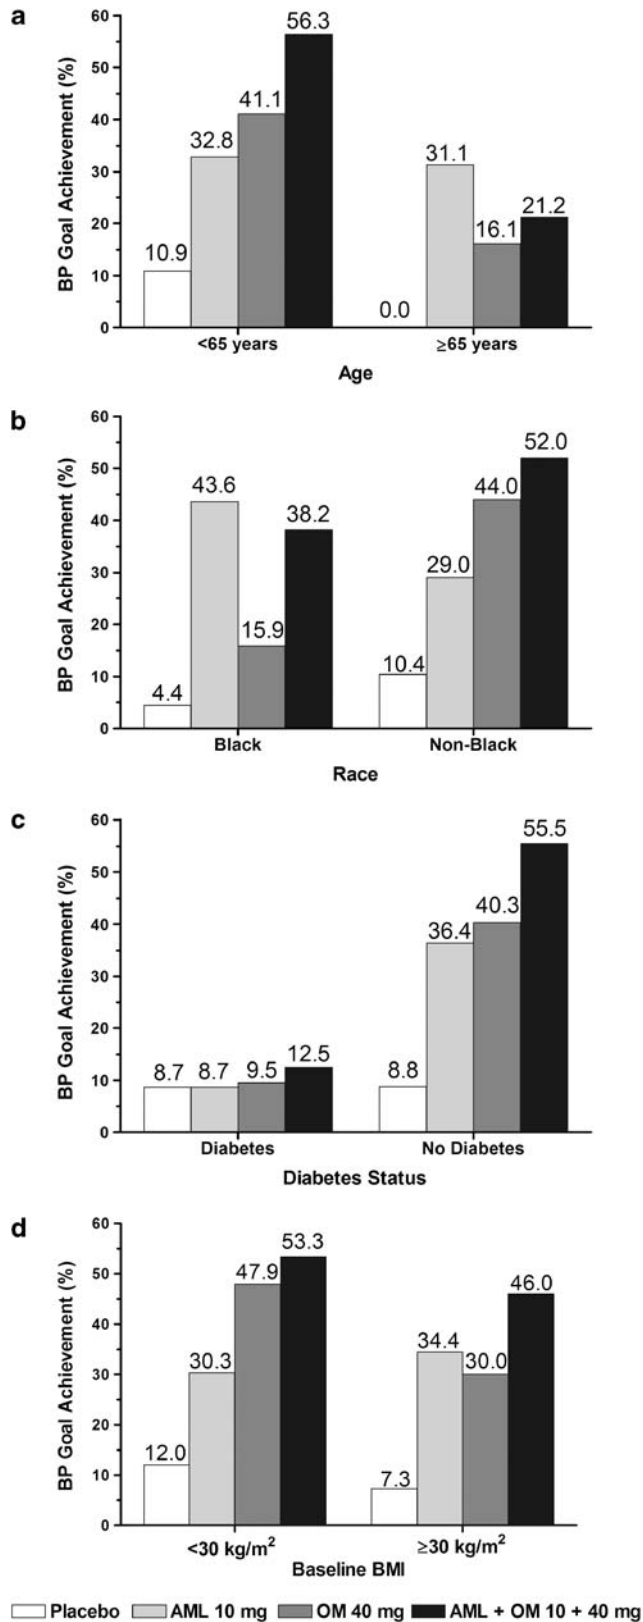 a
BP Goal Achievement (%)
60
50
40
30
20
10
0
10.9
32.8
41.1
56.3
0.0
31.1
16.1
21.2
<65 years
≥65 years
Age
b
BP Goal Achievement (%)
60
50
40
30
20
10
0
4.4
43.6
15.9
38.2
10.4
29.0
44.0
52.0
Black
Non-Black
Race
c
BP Goal Achievement (%)
60
50
40
30
20
10
0
8.7
8.7
9.5
12.5
8.8
36.4
40.3
55.5
Diabetes
No Diabetes
Diabetes Status
d
BP Goal Achievement (%)
60
50
40
30
20
10
0
12.0
30.3
47.9
53.3
7.3
34.4
30.0
46.0
<30 kg/m²
≥30 kg/m²
Baseline BMI
Placebo AML 10 mg OM 40 mg AML + OM 10 + 40 mg